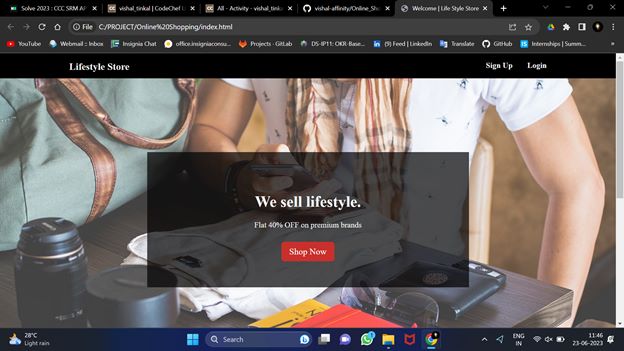 Solve 2023 : CCC SRM AP
vishal_tinkal | CodeChef U
All - Activity - vishal_tinka
vishal-affinity/Online_Sh
Welcome | Life Style Store
File
C:/PROJECT/Online%20Shopping/index.html
YouTube
Webmail :: Inbox
Insignia Chat
office.insigniaconsu...
Projects · GitLab
DS-IP11: OKR-Base...
(9) Feed | LinkedIn
Translate
GitHub
Internships | Summ...
Lifestyle Store
Sign Up
Login
We sell lifestyle.
Flat 40% OFF on premium brands
Shop Now
28°C
Light rain
Search
ENG
IN
11:46
23-06-2023